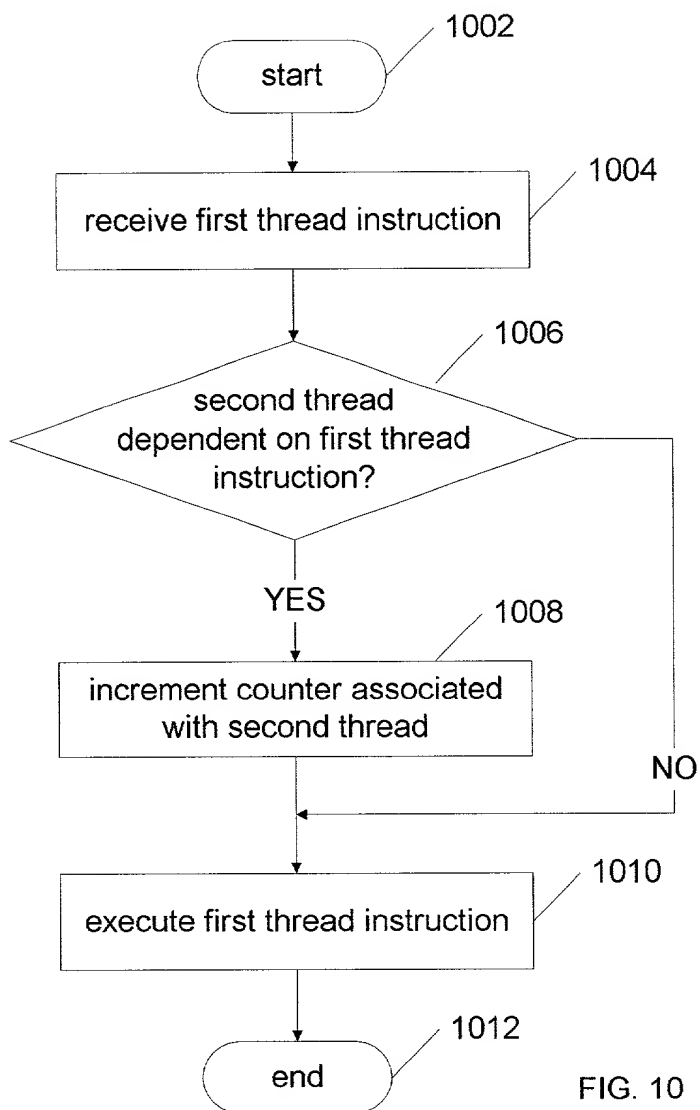 1002
start
1004
receive first thread instruction
1006
second thread
dependent on first thread
instruction?
YES
1008
increment counter associated
with second thread
NO
1010
execute first thread instruction
1012
end
FIG. 10